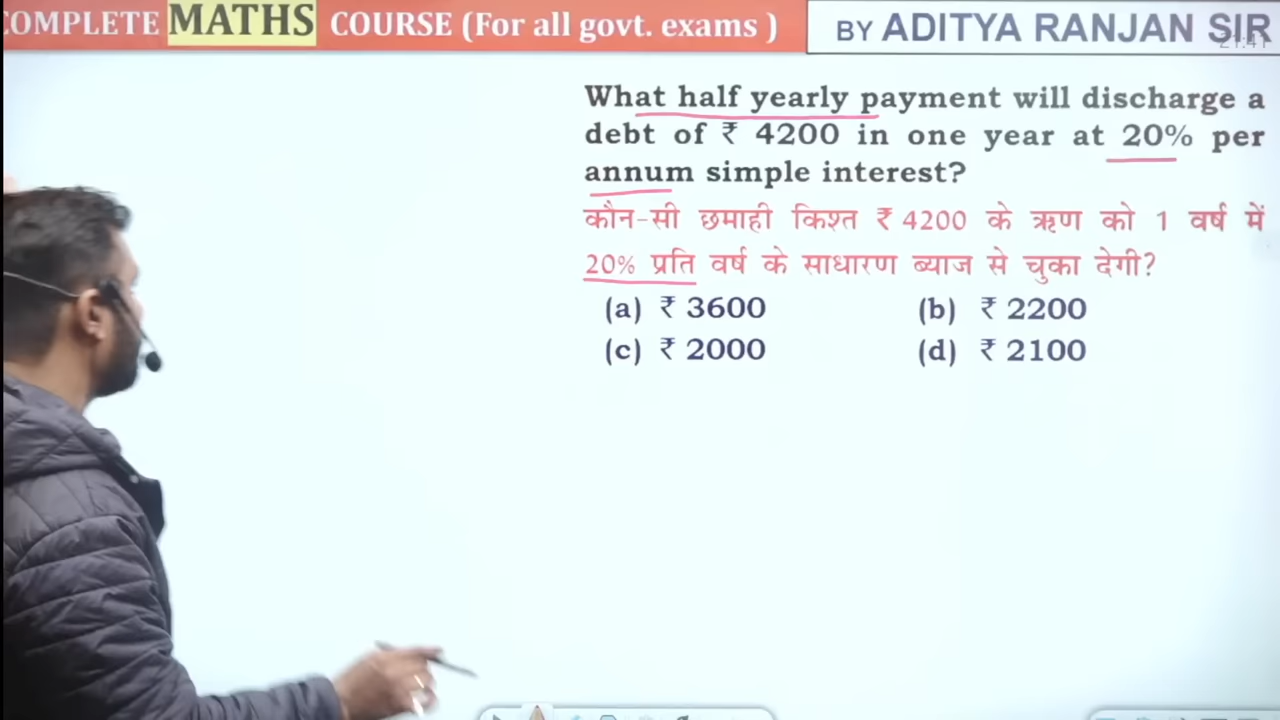 COMPLETE MATHS COURSE (For all govt. exams )
BY ADITYA RANJAN SIR
21:41
What half yearly payment will discharge a
debt of ₹ 4200 in one year at 20% per
annum simple interest?
कौन-सी छमाही किश्त ₹ 4200 के ऋण को 1 वर्ष में
20% प्रति वर्ष के साधारण ब्याज से चुका देगी?
(a) ₹ 3600 (b) ₹ 2200
(c) ₹ 2000 (d) ₹ 2100